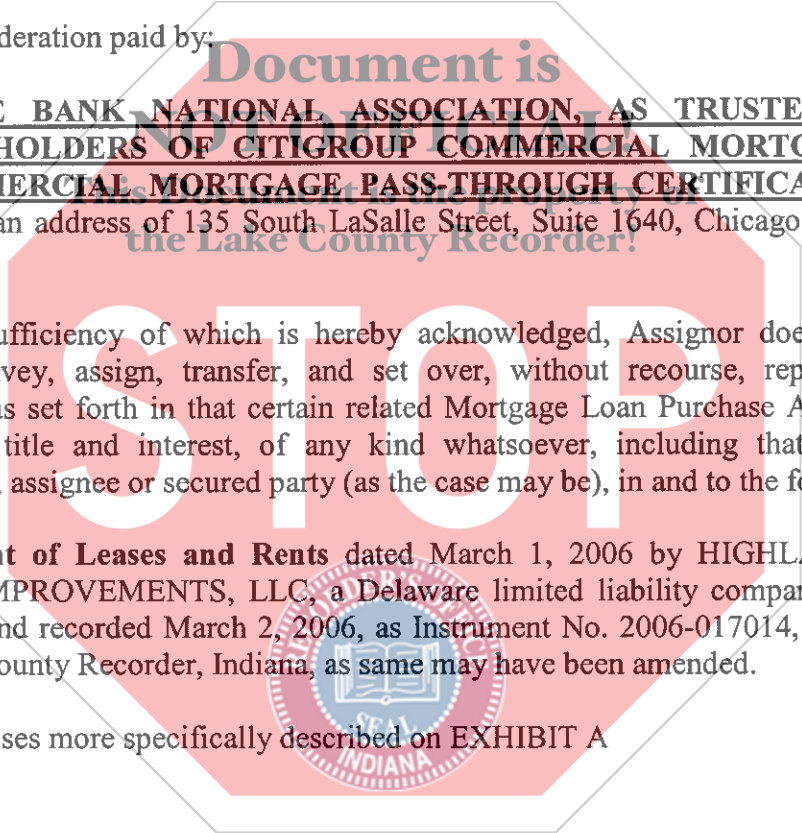 deration paid by:
Document is
E BANK NATIONAL ASSOCIATION, AS TRUSTE
NOT OFFICIAL!
HOLDERS OF CITIGROUP COMMERCIAL MORTG
MERCIAL MORTGAGE PASS-THROUGH CERTIFICA
This Document is the property of
an address of 135 South LaSalle Street, Suite 1640, Chicago
the Lake County Recorder!
STOP
ufficiency of which is hereby acknowledged, Assignor doe
vey, assign, transfer, and set over, without recourse, rep
as set forth in that certain related Mortgage Loan Purchase A
title and interest, of any kind whatsoever, including that
, assignee or secured party (as the case may be), in and to the fo
nt of Leases and Rents dated March 1, 2006 by HIGHLA
MPROVEMENTS, LLC, a Delaware limited liability compan
nd recorded March 2, 2006, as Instrument No. 2006-017014,
ounty Recorder, Indiana, as same may have been amended.
SEAL
ses more specifically described on EXHIBIT A
INDIANA